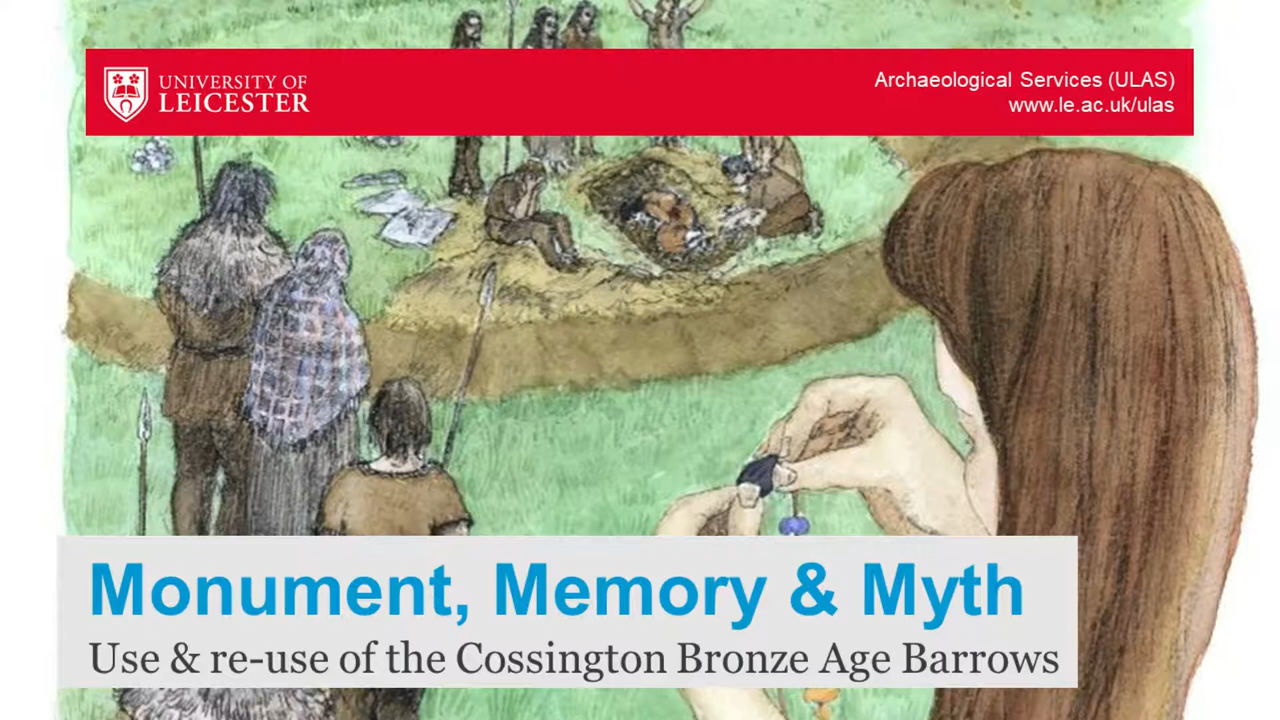 UNIVERSITY OF
LEICESTER
Archaeological Services (ULAS)
www.le.ac.uk/ulas
Monument, Memory & Myth
Use & re-use of the Cossington Bronze Age Barrows